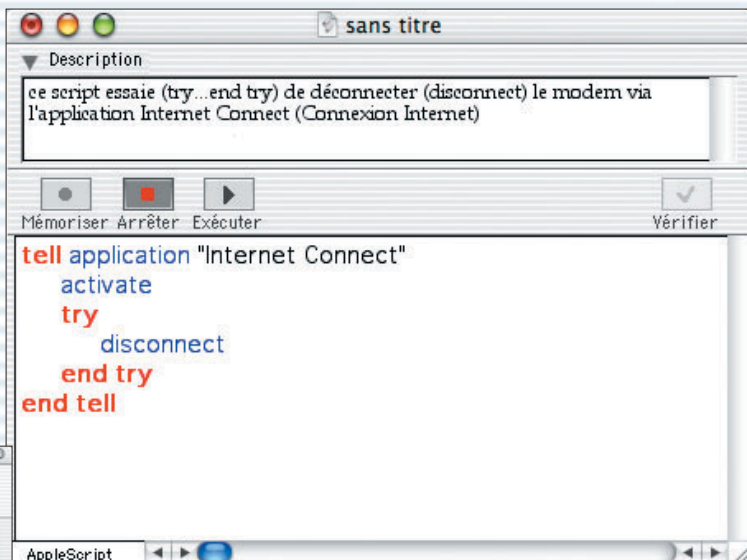 sans titre
Description
ce script essaie (try...end try) de déconnecter (disconnect) le modem via
l'application Internet Connect (Connexion Internet)
Mémoriser Arrêter Exécuter Vérifier
tell application "Internet Connect"
activate
try
disconnect
end try
end tell
AppleScript